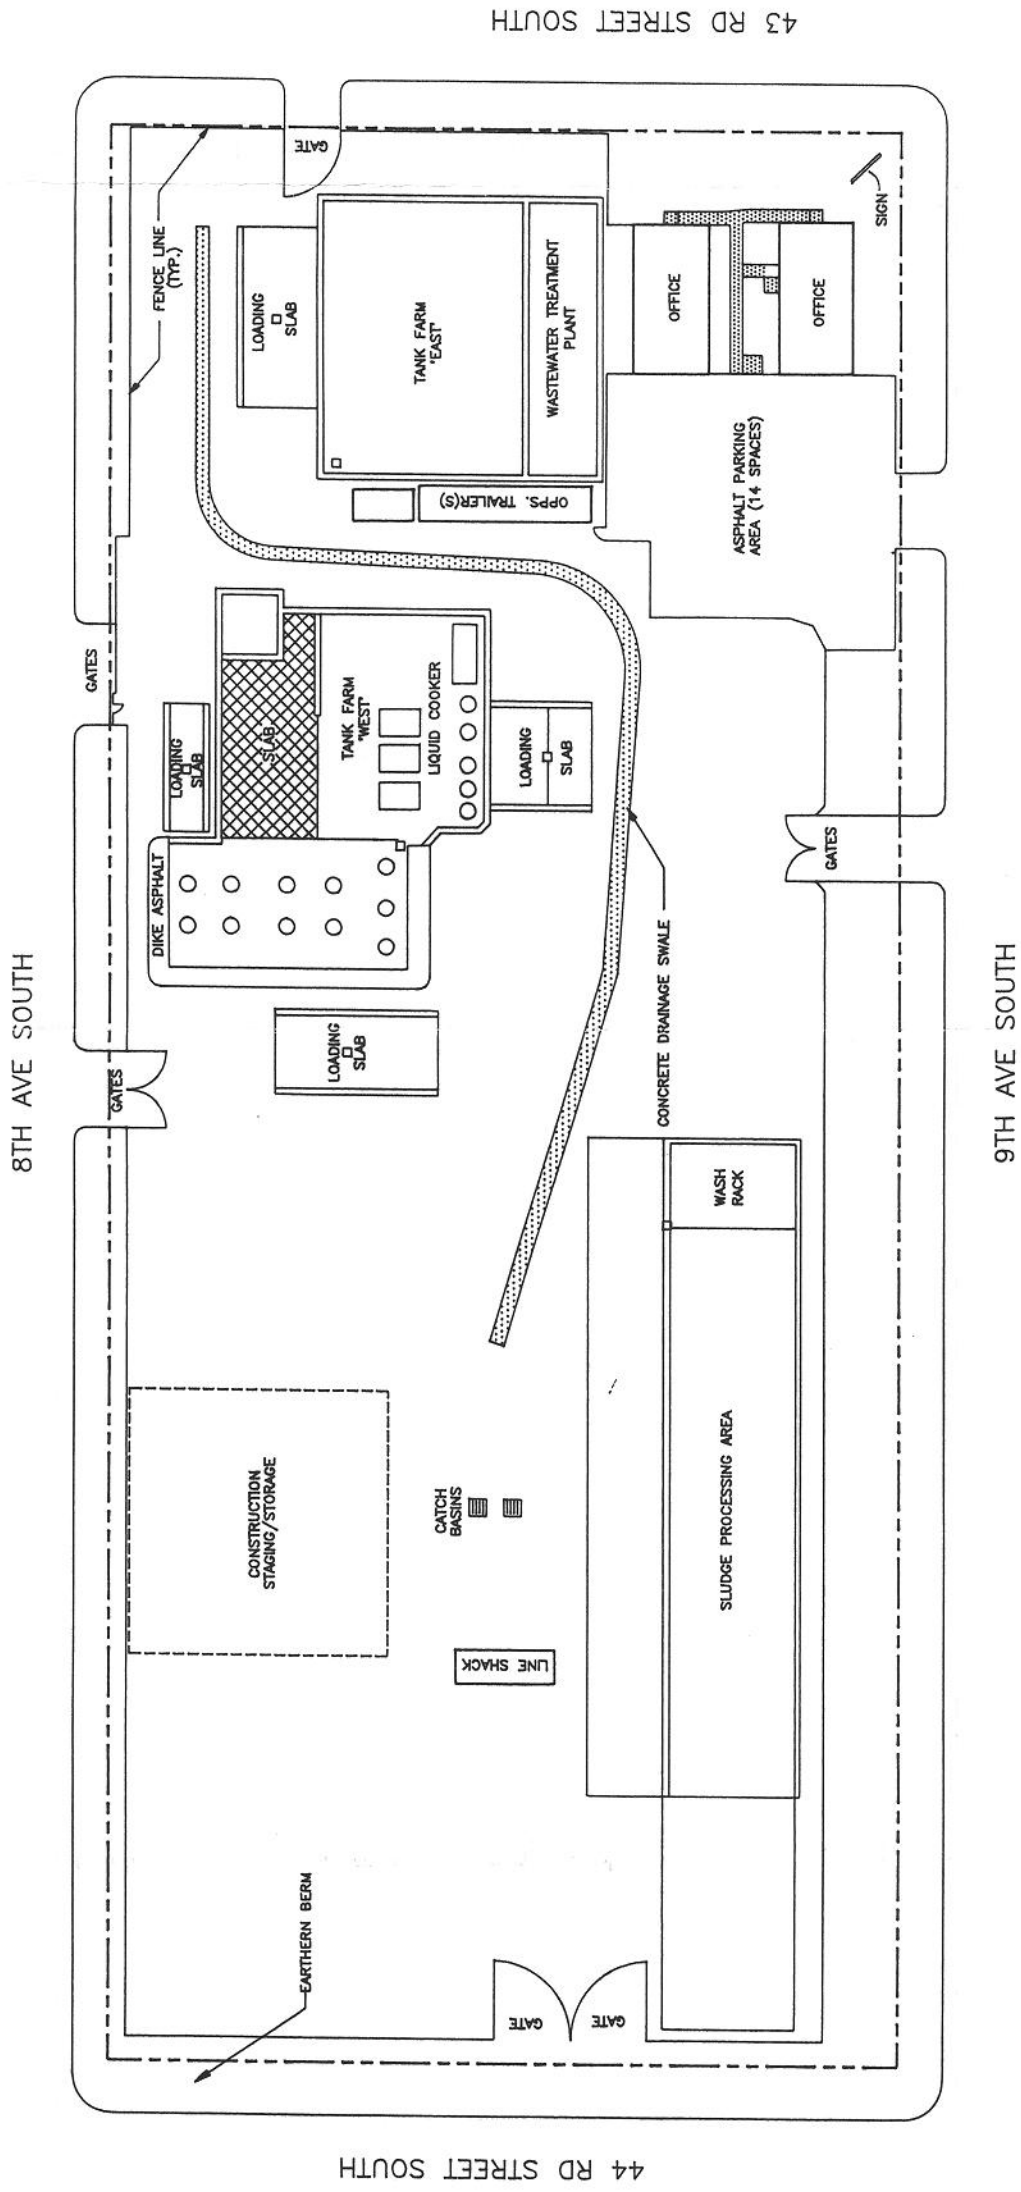 43 RD STREET SOUTH
GATE
FENCE LINE
(TYP.)
SIGN
LOADING
SLAB
TANK FARM
"EAST"
WASTEWATER TREATMENT
PLANT
OFFICE
OFFICE
OPPS. TRAILER(S)
ASPHALT PARKING
AREA (14 SPACES)
GATES
LOADING
SLAB
SLAB
TANK FARM
"WEST"
LIQUID COOKER
LOADING
SLAB
GATES
DIKE ASPHALT
8TH AVE SOUTH
9TH AVE SOUTH
GATES
LOADING
SLAB
CONCRETE DRAINAGE SWALE
WASH
RACK
CONSTRUCTION
STAGING/STORAGE
CATCH
BASINS
SLUDGE PROCESSING AREA
LINE SHACK
EARTHERN BERM
GATE
GATE
44 RD STREET SOUTH